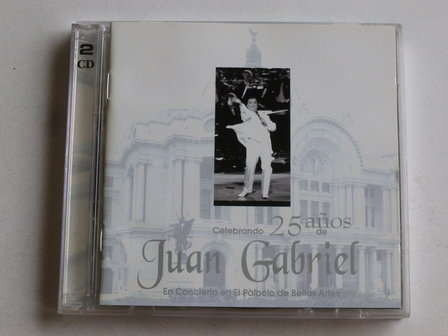 2
CD
Celebrando 25 años
de
Juan Gabriel
En Concierto en El Palacio de Bellas Artes